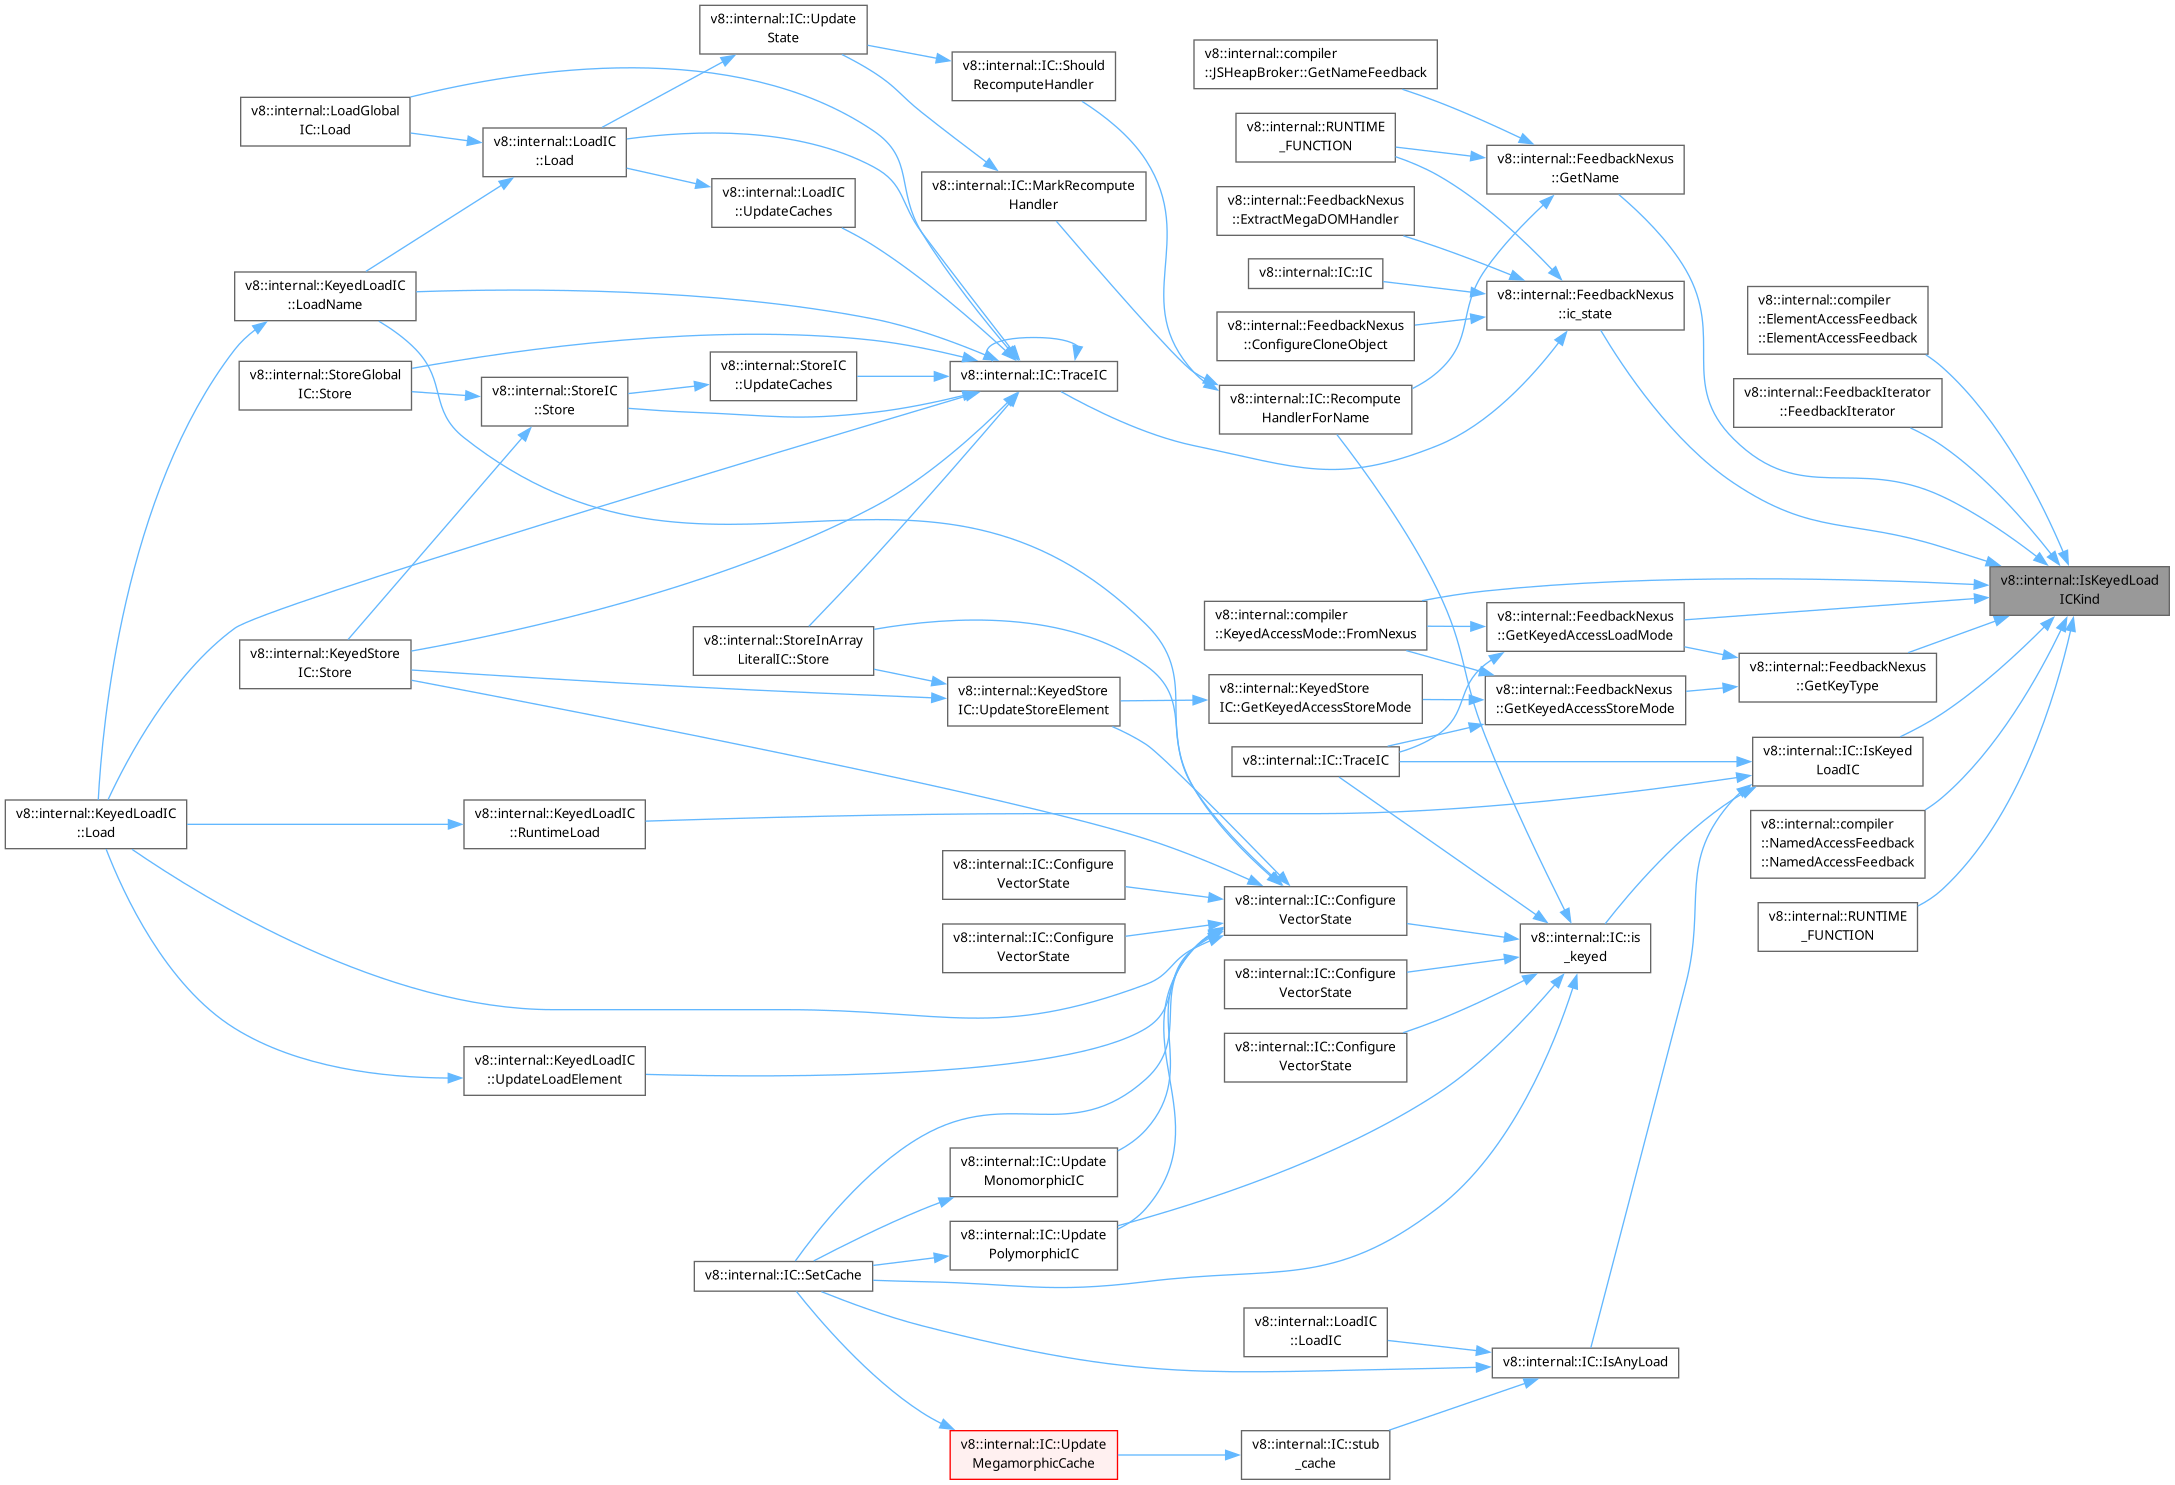 v8::internal::IC::Update
State
v8::internal::IC::Should
RecomputeHandler
v8::internal::compiler
::JSHeapBroker::GetNameFeedback
v8::internal::LoadGlobal
IC::Load
v8::internal::LoadIC
::Load
v8::internal::RUNTIME
_FUNCTION
v8::internal::FeedbackNexus
::GetName
v8::internal::LoadIC
::UpdateCaches
v8::internal::IC::MarkRecompute
Handler
v8::internal::FeedbackNexus
::ExtractMegaDOMHandler
v8::internal::IC::IC
v8::internal::KeyedLoadIC
::LoadName
v8::internal::FeedbackNexus
::ic_state
v8::internal::compiler
::ElementAccessFeedback
::ElementAccessFeedback
v8::internal::FeedbackNexus
::ConfigureCloneObject
v8::internal::StoreGlobal
IC::Store
v8::internal::StoreIC
::Store
v8::internal::StoreIC
::UpdateCaches
v8::internal::IC::TraceIC
v8::internal::IC::Recompute
HandlerForName
v8::internal::FeedbackIterator
::FeedbackIterator
v8::internal::IsKeyedLoad
ICKind
v8::internal::compiler
::KeyedAccessMode::FromNexus
v8::internal::FeedbackNexus
::GetKeyedAccessLoadMode
v8::internal::KeyedStore
IC::Store
v8::internal::StoreInArray
LiteralIC::Store
v8::internal::FeedbackNexus
::GetKeyType
v8::internal::KeyedStore
IC::UpdateStoreElement
v8::internal::KeyedStore
IC::GetKeyedAccessStoreMode
v8::internal::FeedbackNexus
::GetKeyedAccessStoreMode
v8::internal::IC::TraceIC
v8::internal::IC::IsKeyed
LoadIC
v8::internal::KeyedLoadIC
::Load
v8::internal::KeyedLoadIC
::RuntimeLoad
v8::internal::compiler
::NamedAccessFeedback
::NamedAccessFeedback
v8::internal::IC::Configure
VectorState
v8::internal::IC::Configure
VectorState
v8::internal::RUNTIME
_FUNCTION
v8::internal::IC::Configure
VectorState
v8::internal::IC::is
_keyed
v8::internal::IC::Configure
VectorState
v8::internal::IC::Configure
VectorState
v8::internal::KeyedLoadIC
::UpdateLoadElement
v8::internal::IC::Update
MonomorphicIC
v8::internal::IC::Update
PolymorphicIC
v8::internal::IC::SetCache
v8::internal::LoadIC
::LoadIC
v8::internal::IC::IsAnyLoad
v8::internal::IC::Update
MegamorphicCache
v8::internal::IC::stub
_cache